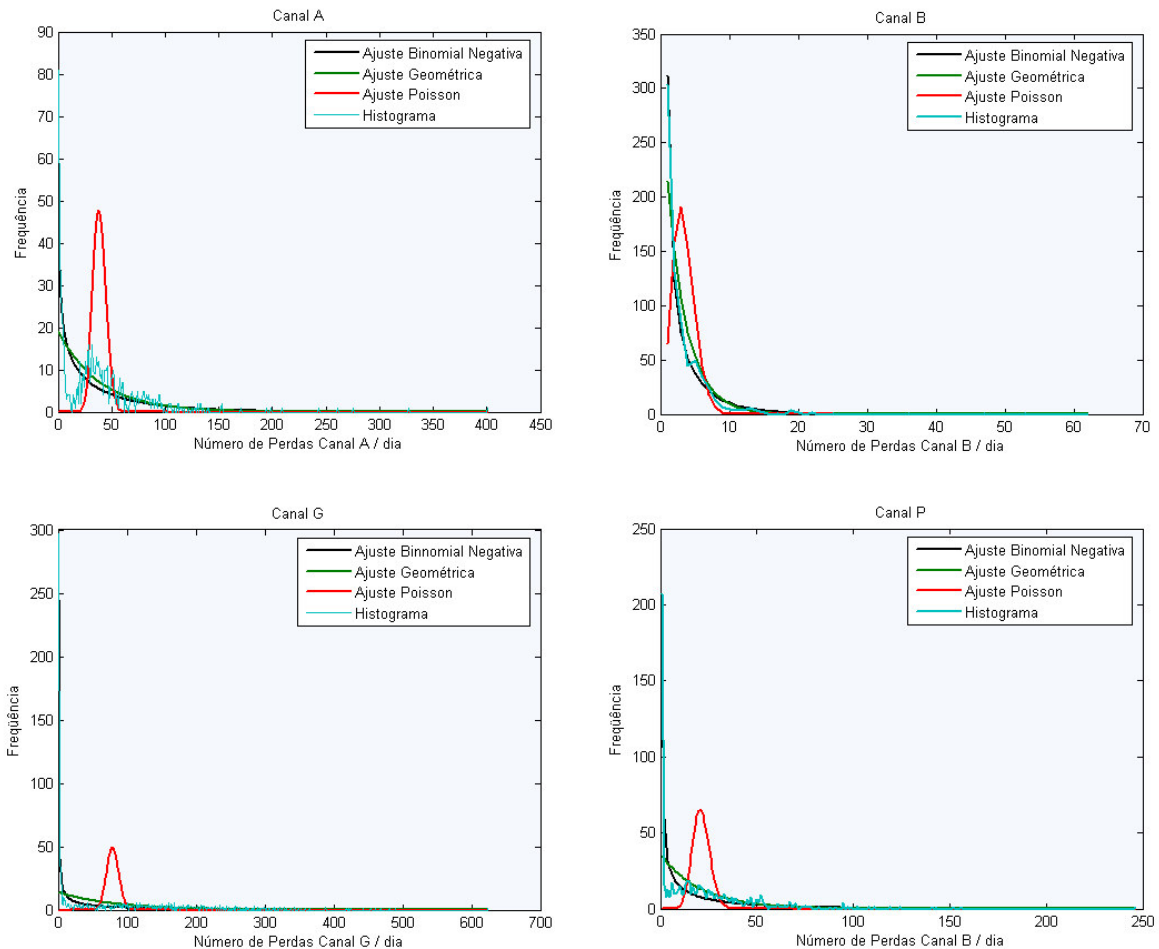 Canal A
Freqüência
90
80
70
60
50
40
30
20
10
0
Ajuste Binomial Negativa
Ajuste Geométrica
Ajuste Poisson
Histograma
0 50 100 150 200 250 300 350 400 450
Número de Perdas Canal A / dia
Canal B
Freqüência
350
300
250
200
150
100
50
0
Ajuste Binomial Negativa
Ajuste Geométrica
Ajuste Poisson
Histograma
0 10 20 30 40 50 60 70
Número de Perdas Canal B / dia
Canal G
Freqüência
300
250
200
150
100
50
0
Ajuste Binnomial Negativa
Ajuste Geométrica
Ajuste Poisson
Histograma
0 100 200 300 400 500 600 700
Número de Perdas Canal G / dia
Canal P
Freqüência
250
200
150
100
50
0
Ajuste Binomial Negativa
Ajuste Geométrica
Ajuste Poisson
Histograma
0 50 100 150 200 250
Número de Perdas Canal B / dia